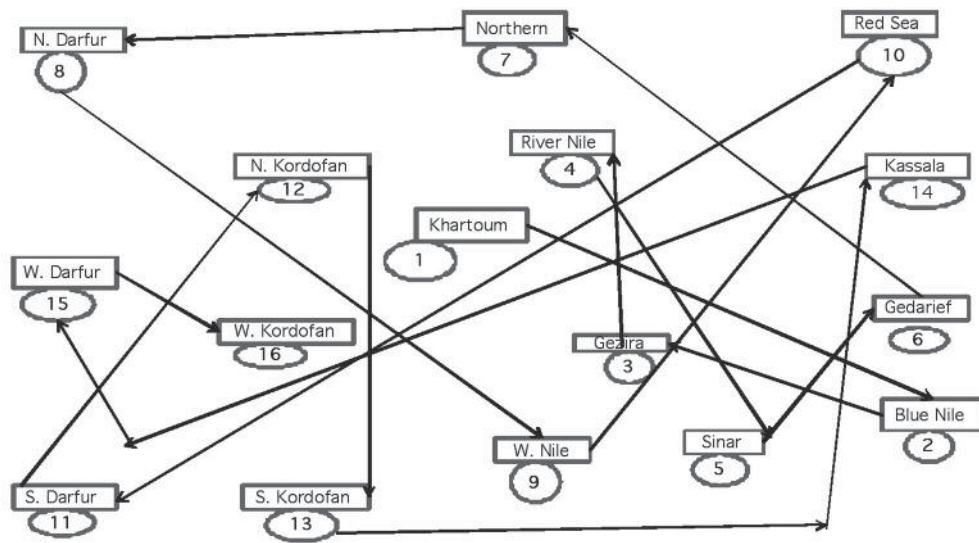 N. Darfur
8
Northern
7
Red Sea
10
N. Kordofan
12
River Nile
4
Kassala
14
Khartoum
1
W. Darfur
15
W. Kordofan
16
Gezira
3
Gedarief
6
Blue Nile
2
W. Nile
9
Sinar
5
S. Darfur
11
S. Kordofan
13